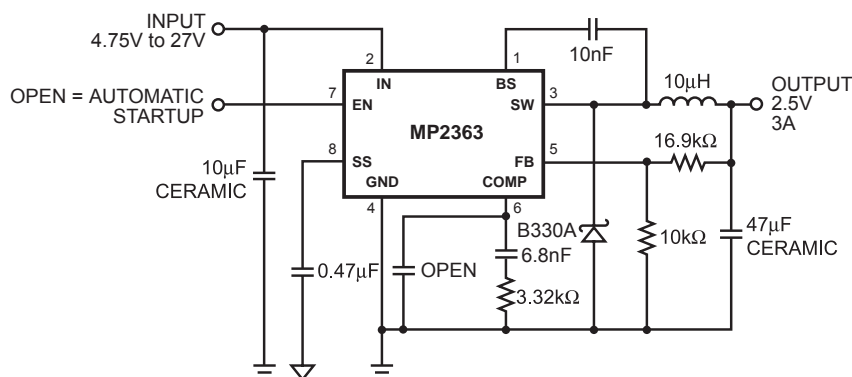 INPUT
4.75V to 27V
OPEN = AUTOMATIC
STARTUP
10µF
CERAMIC
2
IN
1
BS
10nF
7
EN
MP2363
SW
3
10µH
OUTPUT
2.5V
3A
8
SS
FB
5
16.9kΩ
GND
4
COMP
6
0.47µF
OPEN
6.8nF
3.32kΩ
B330A
10kΩ
47µF
CERAMIC